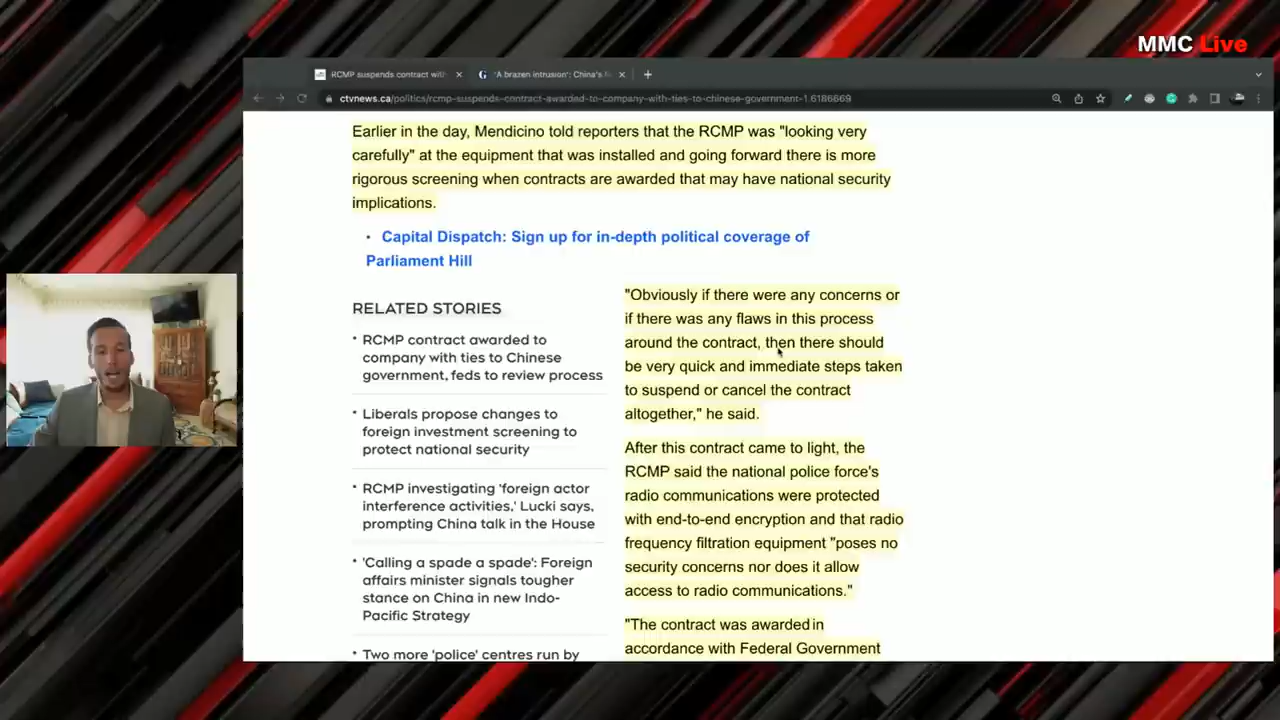 MMC Live
RCMP suspends contract with
'A brazen intrusion': China's
ctvnews.ca/politics/rcmp-suspends-contract-awarded-to-company-with-ties-to-chinese-government-1.6186669
Earlier in the day, Mendicino told reporters that the RCMP was "looking very
carefully" at the equipment that was installed and going forward there is more
rigorous screening when contracts are awarded that may have national security
implications.
• Capital Dispatch: Sign up for in-depth political coverage of
Parliament Hill
RELATED STORIES
• RCMP contract awarded to
company with ties to Chinese
government, feds to review process
• Liberals propose changes to
foreign investment screening to
protect national security
• RCMP investigating 'foreign actor
interference activities,' Lucki says,
prompting China talk in the House
• 'Calling a spade a spade': Foreign
affairs minister signals tougher
stance on China in new Indo-
Pacific Strategy
• Two more 'police' centres run by
"Obviously if there were any concerns or
if there was any flaws in this process
around the contract, then there should
be very quick and immediate steps taken
to suspend or cancel the contract
altogether," he said.
After this contract came to light, the
RCMP said the national police force's
radio communications were protected
with end-to-end encryption and that radio
frequency filtration equipment "poses no
security concerns nor does it allow
access to radio communications."
"The contract was awarded in
accordance with Federal Government